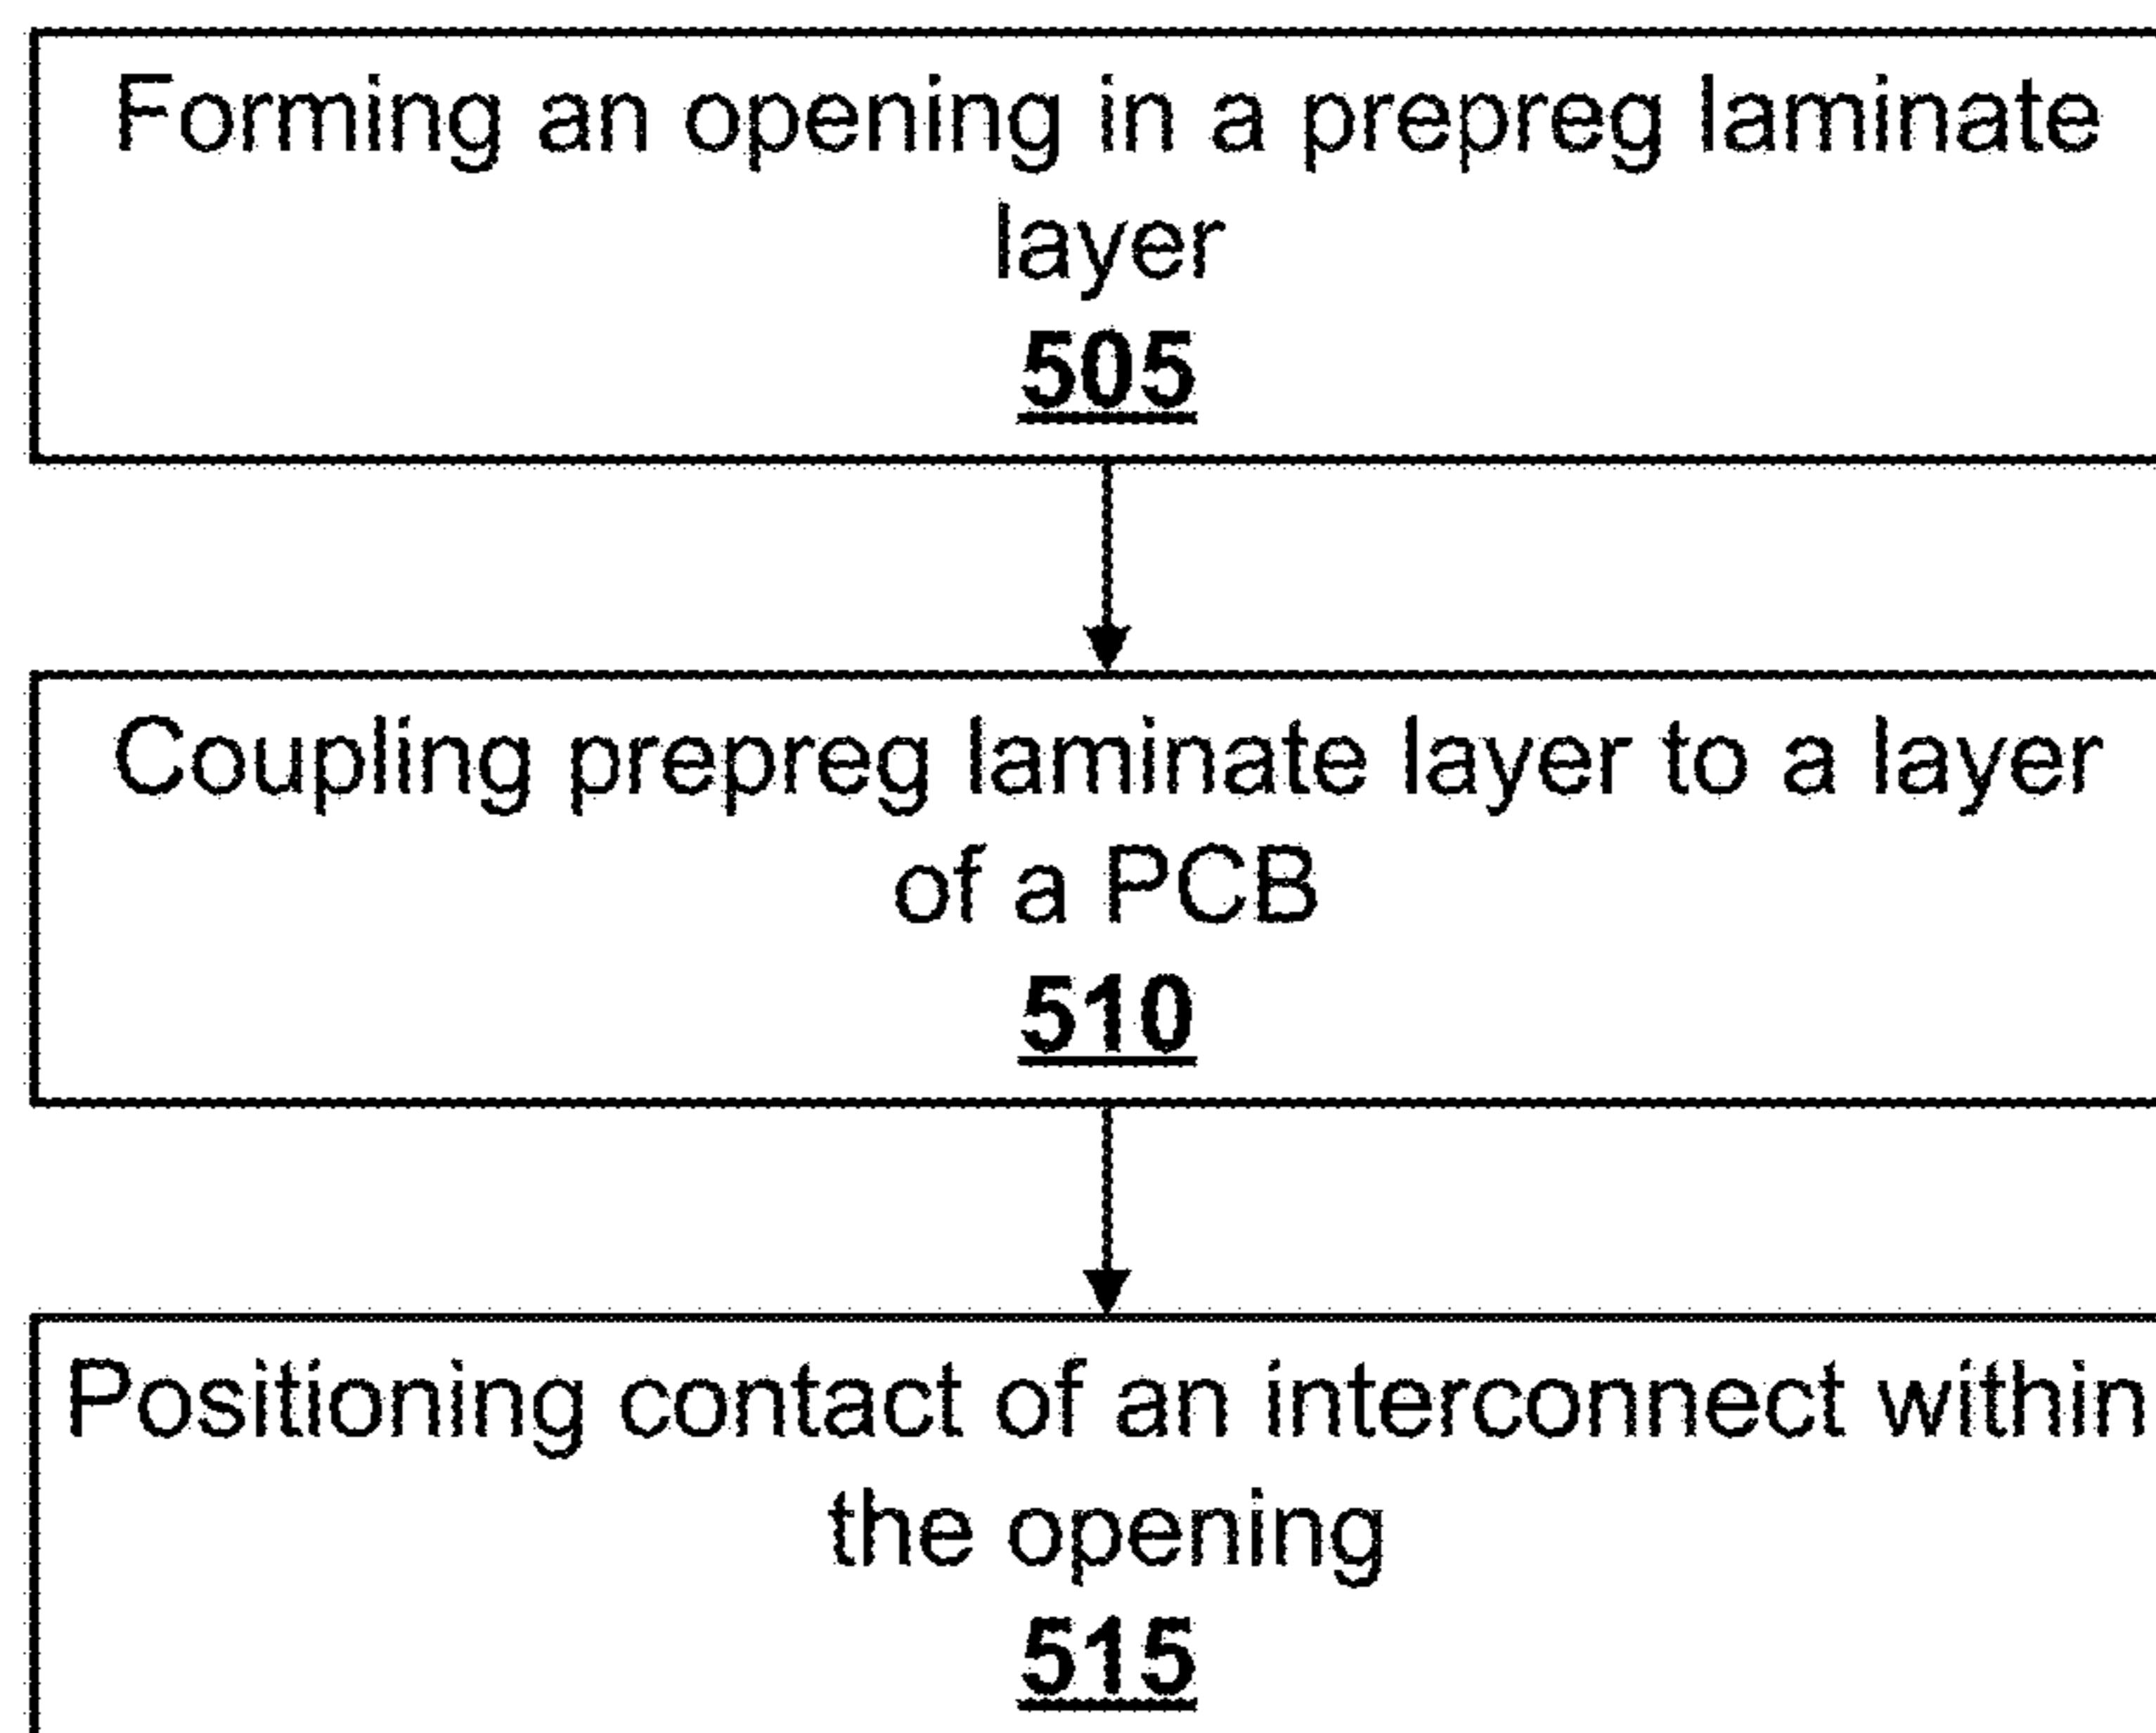 Forming an opening in a prepreg laminate
layer
505
Coupling prepreg laminate layer to a layer
of a PCB
510
Positioning contact of an interconnect within
the opening
515